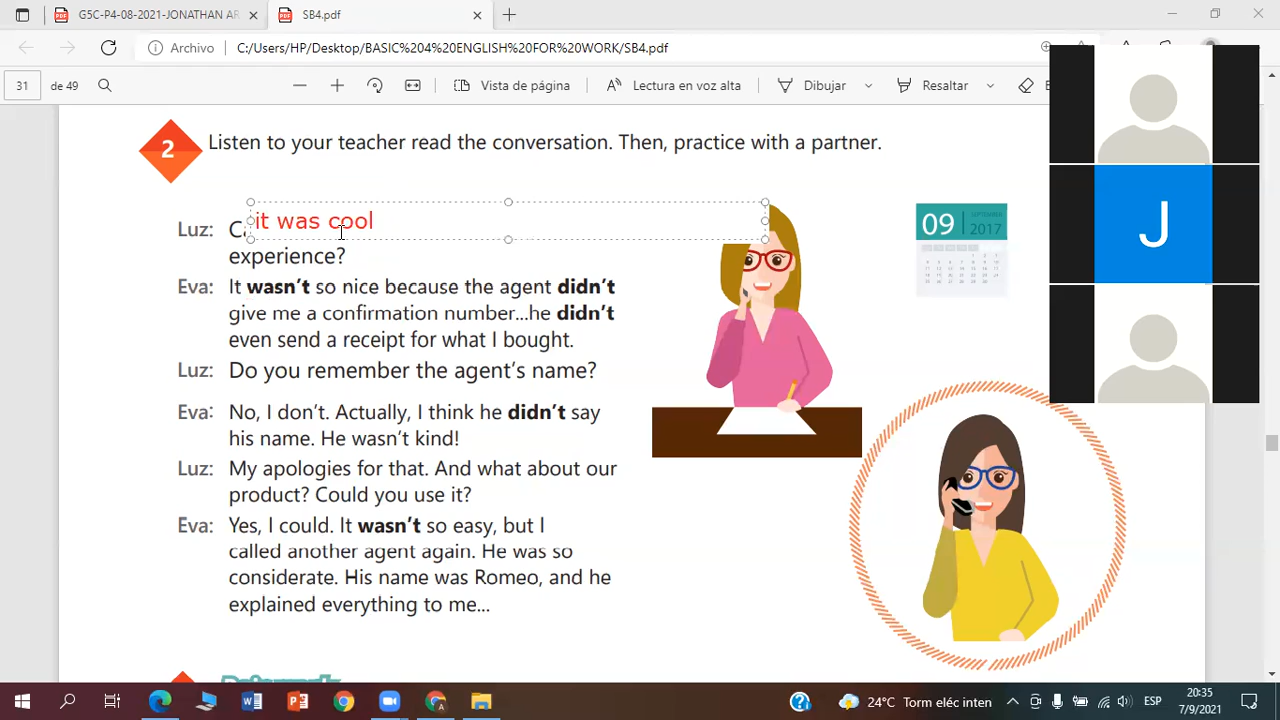 G5C-P4-08-2021-JONATHAN AR
SB4.pdf
Archivo C:/Users/HP/Desktop/BASIC%204%20ENGLISH%20FOR%20WORK/SB4.pdf
31 de 49 Vista de página Lectura en voz alta Dibujar Resaltar
2 Listen to your teacher read the conversation. Then, practice with a partner.
it was cool
09
2017
Luz:
experience?
Eva: It wasn't so nice because the agent didn't
give me a confirmation number...he didn't
even send a receipt for what I bought.
Luz: Do you remember the agent's name?
Eva: No, I don't. Actually, I think he didn't say
his name. He wasn't kind!
Luz: My apologies for that. And what about our
product? Could you use it?
Eva: Yes, I could. It wasn't so easy, but I
called another agent again. He was so
considerate. His name was Romeo, and he
explained everything to me...
J
24°C Torm eléc inten
ESP
20:35
7/9/2021